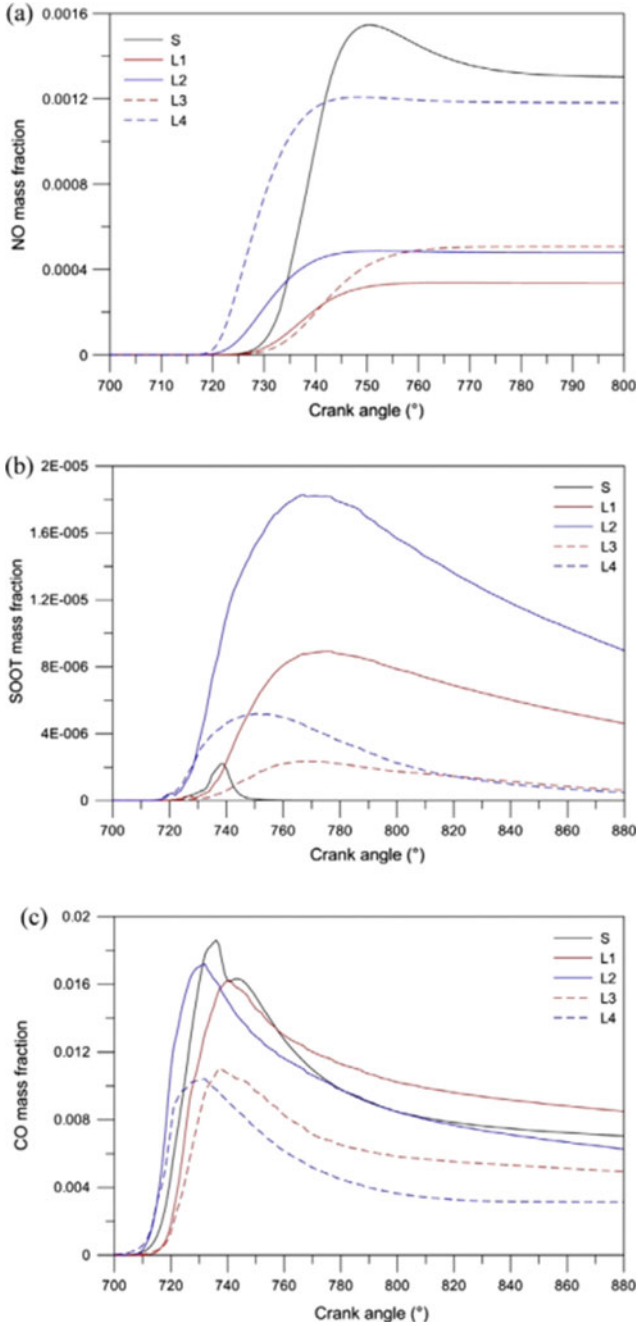 (a)
0.0016
0.0012
0.0008
0.0004
0
NO mass fraction
S
L1
L2
L3
L4
700 710 720 730 740 750 760 770 780 790 800
Crank angle (°)
(b)
2E-005
1.6E-005
1.2E-005
8E-006
4E-006
0
SOOT mass fraction
S
L1
L2
L3
L4
700 720 740 760 780 800 820 840 860 880
Crank angle (°)
(c)
0.02
0.016
0.012
0.008
0.004
0
CO mass fraction
S
L1
L2
L3
L4
700 720 740 760 780 800 820 840 860 880
Crank angle (°)